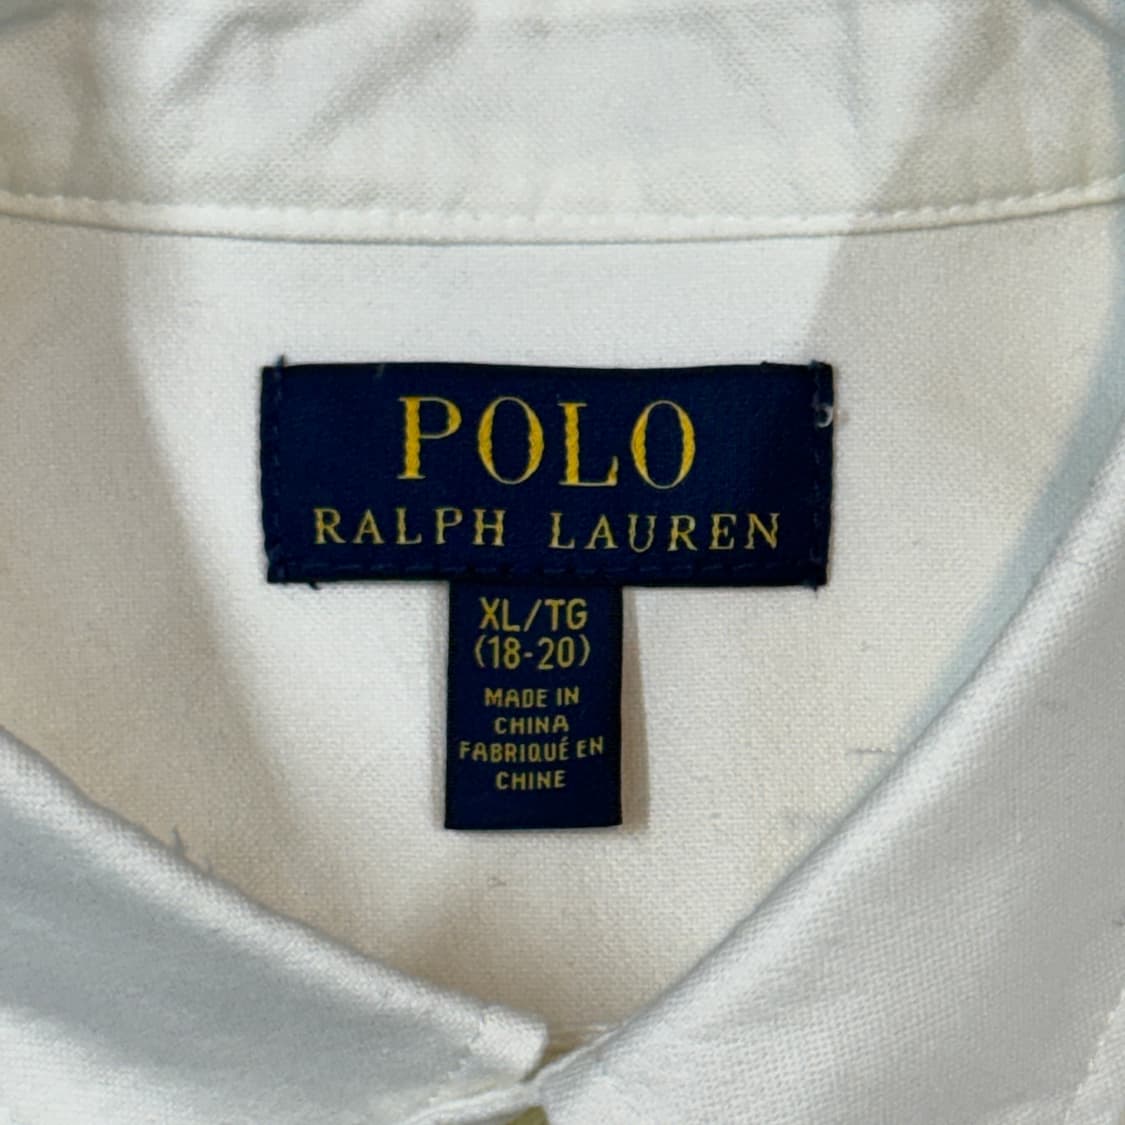 POLO
RALPH LAUREN
XL/TG
(18-20)
MADE IN
CHINA
FABRIQUÉ EN
CHINE